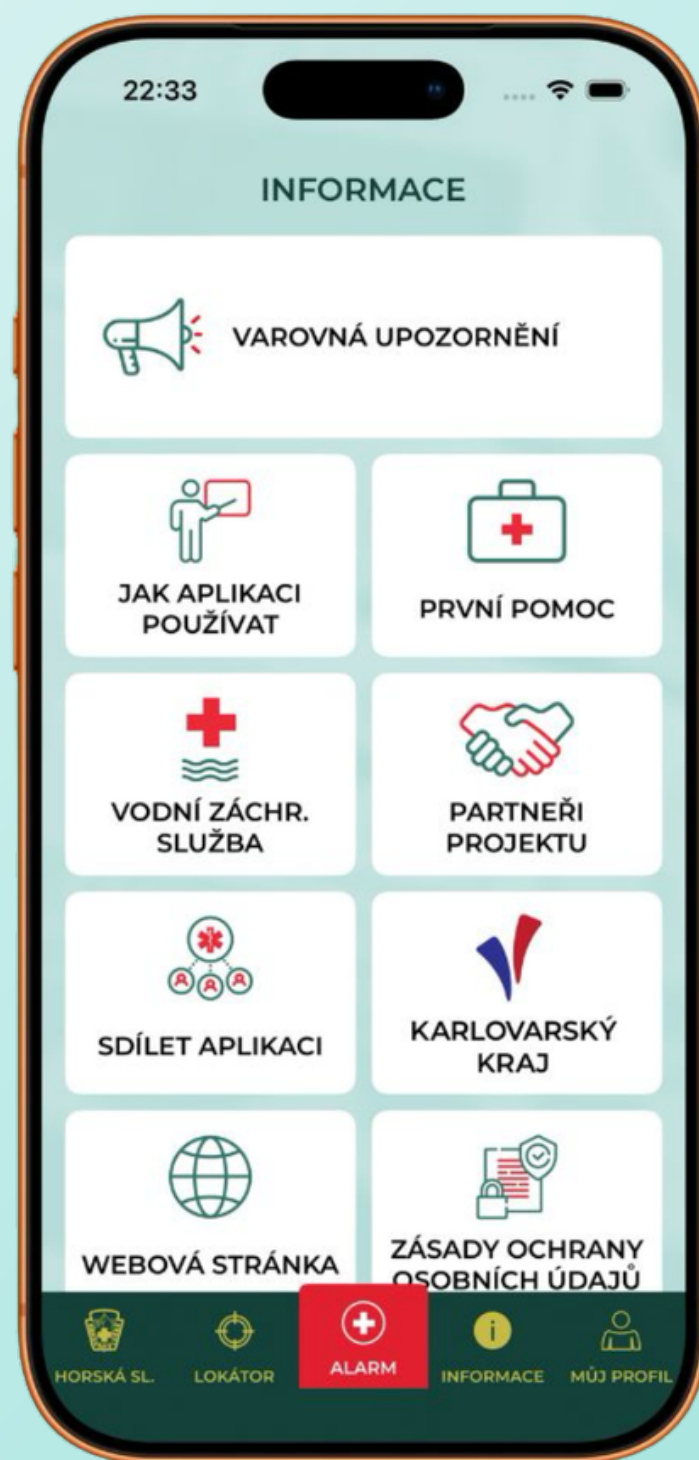 22:33
INFORMACE
VAROVNÁ UPOZORNĚNÍ
JAK APLIKACI
POUŽÍVAT
PRVNÍ POMOC
VODNÍ ZÁCHR.
SLUŽBA
PARTNEŘI
PROJEKTU
SDÍLET APLIKACI
KARLOVARSKÝ
KRAJ
WEBOVÁ STRÁNKA
ZÁSADY OCHRANY
OSOBNÍCH ÚDAJŮ
HORSKÁ SL.
LOKÁTOR
ALARM
INFORMACE
MŮJ PROFIL